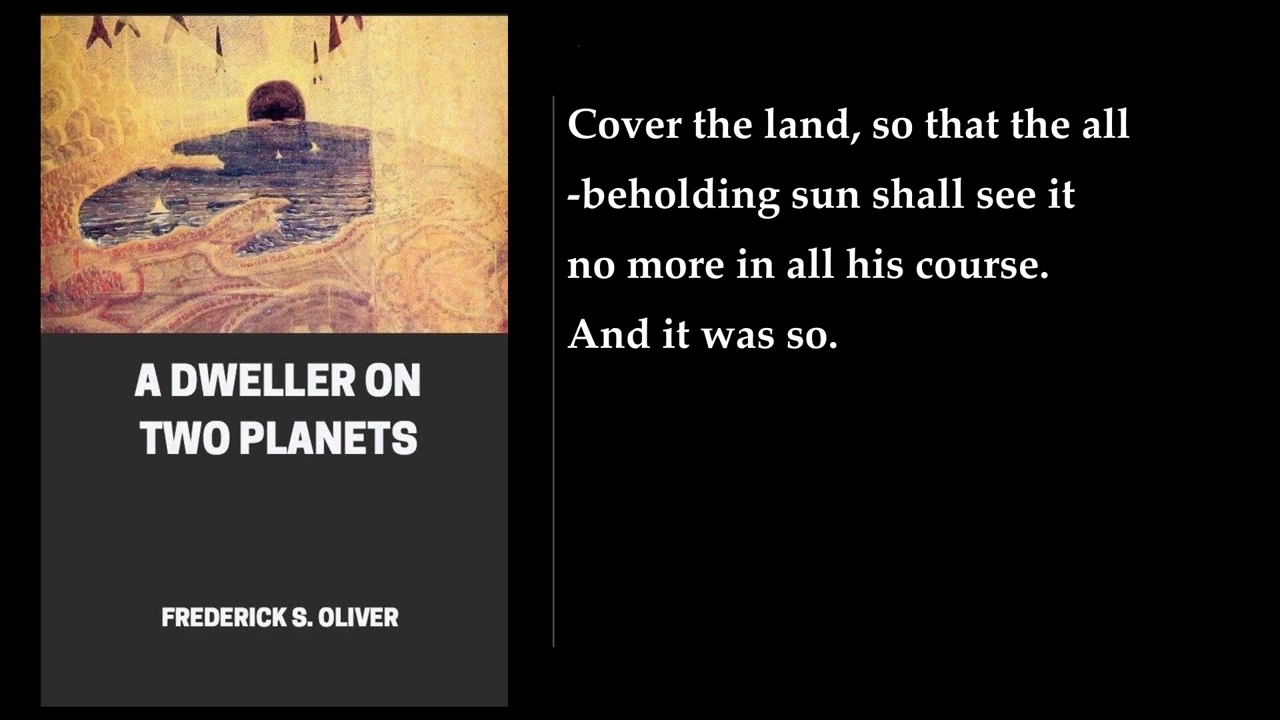 A DWELLER ON
TWO PLANETS
FREDERICK S. OLIVER
Cover the land, so that the all
-beholding sun shall see it
no more in all his course.
And it was so.